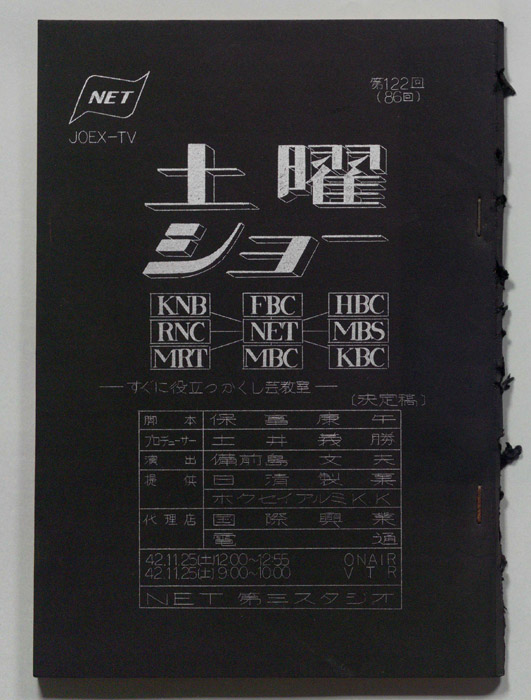 NET
JOEX-TV
第122回
(86回)
土曜
ショー
KNB FBC HBC
RNC NET MBS
MRT MBC KBC
―すぐに役立つかくし芸教室―
〔決定稿〕
脚本 保富康午
プロデューサー 土井義勝
演出 備前島文夫
提供 日清製菓
ホクセイアルミKK
代理店 国際興業
電通
42.11.25(土)12:00~12:55 ONAIR
42.11.25(土)9:00~10:00 VTR
NET 第三スタジオ